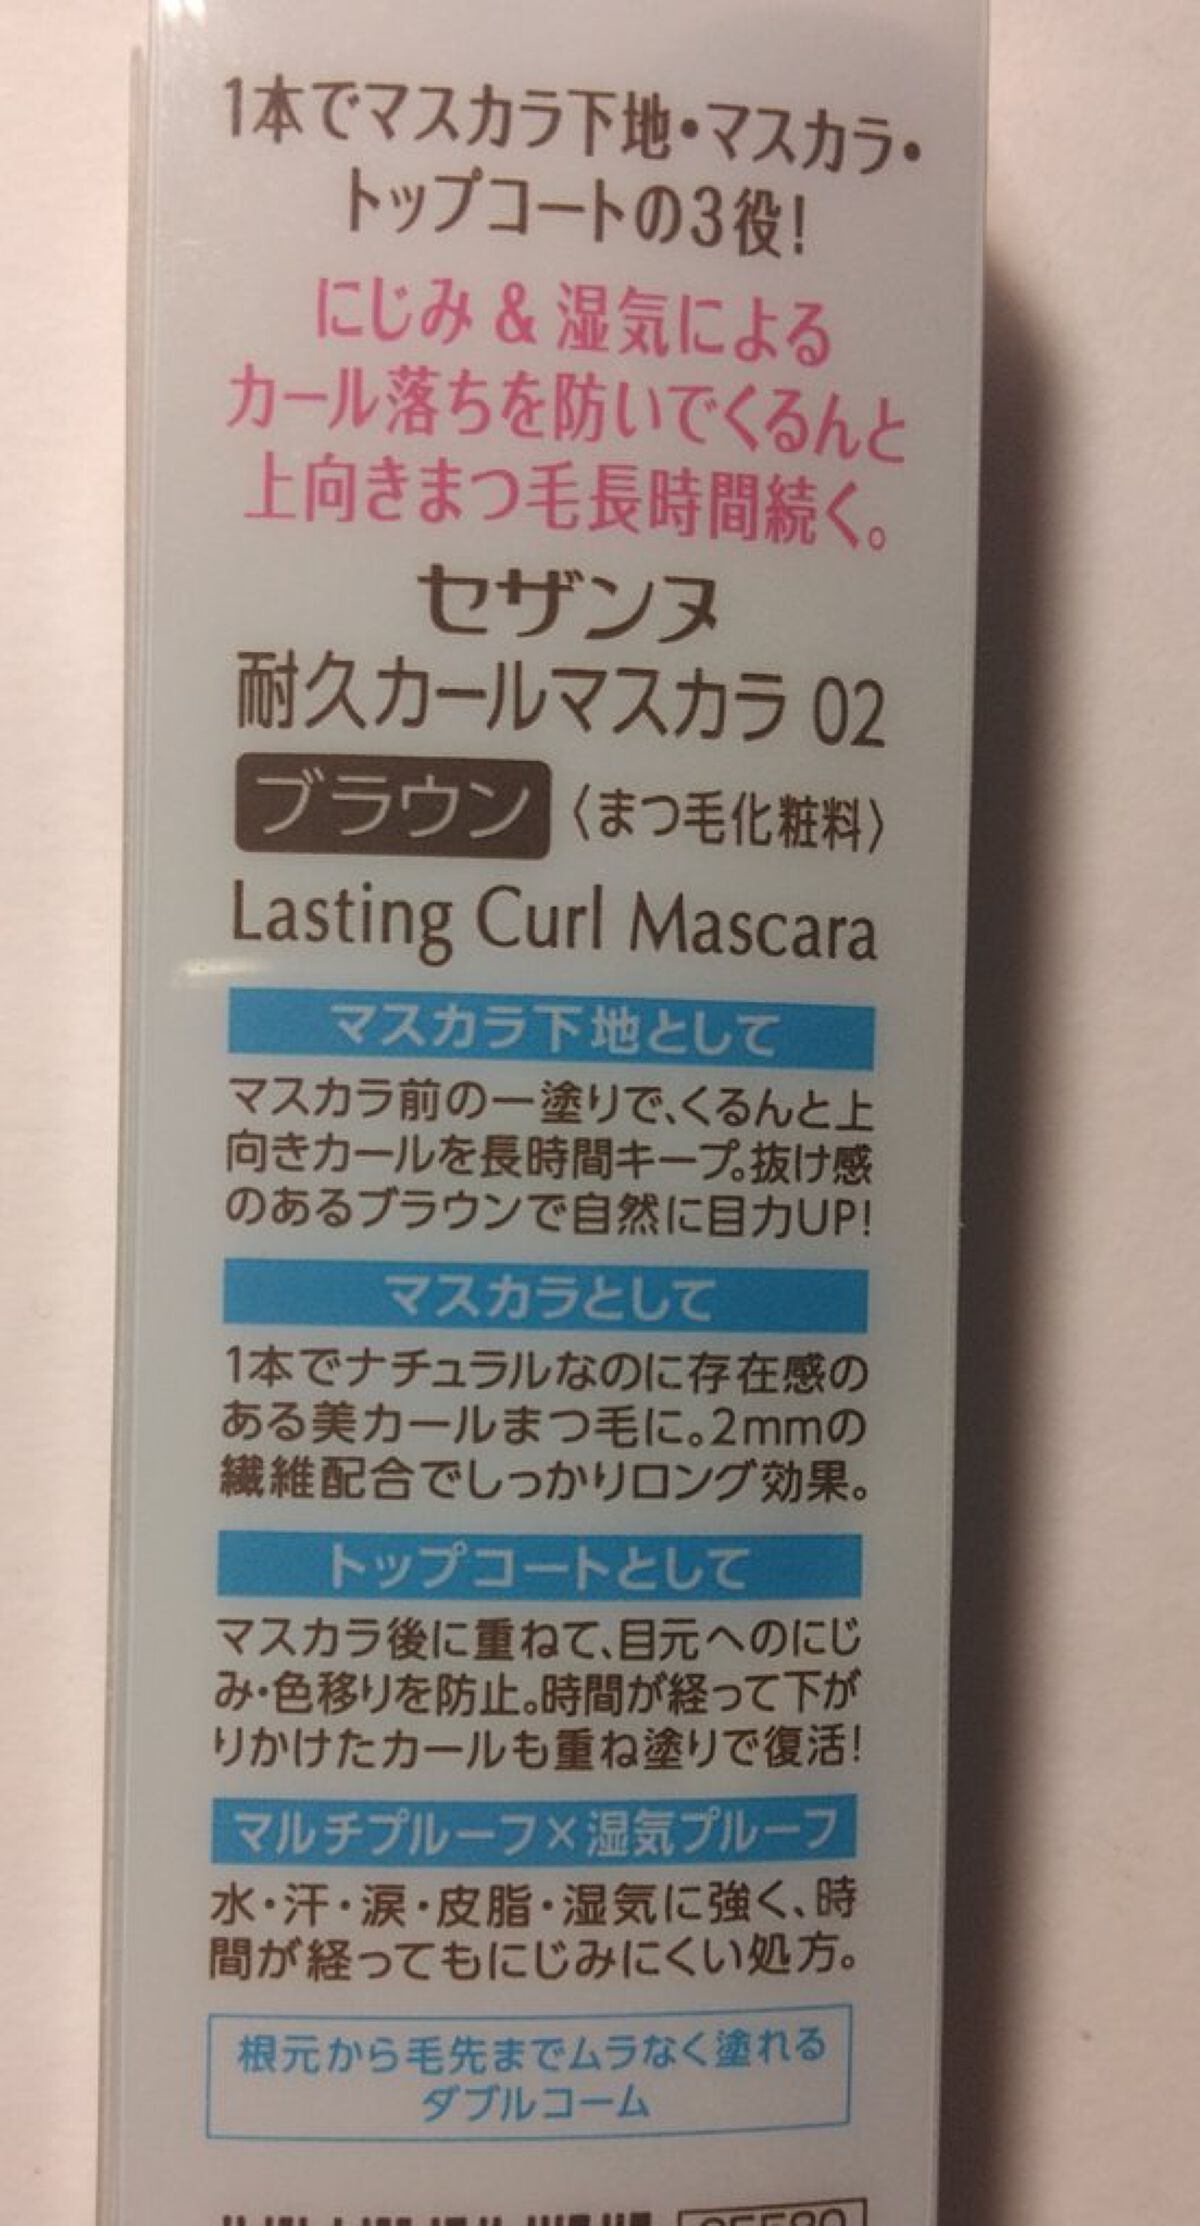 1本でマスカラ下地・マスカラ・
トップコートの3役!
にじみ & 湿気による
カール落ちを防いでくるんと
上向きまつ毛長時間続く。
セザンヌ
耐久カールマスカラ 02
ブラウン 〈まつ毛化粧料〉
Lasting Curl Mascara
マスカラ下地として
マスカラ前の一塗りで、くるんと上
向きカールを長時間キープ。抜け感
のあるブラウンで自然に目力UP!
マスカラとして
1本でナチュラルなのに存在感の
ある美カールまつ毛に。2mmの
繊維配合でしっかりロング効果。
トップコートとして
マスカラ後に重ねて、目元へのにじ
み・色移りを防止。時間が経って下が
りかけたカールも重ね塗りで復活!
マルチプルーフ×湿気プルーフ
水・汗・涙・皮脂・湿気に強く、時
間が経ってもにじみにくい処方。
根元から毛先までムラなく塗れる
ダブルコーム